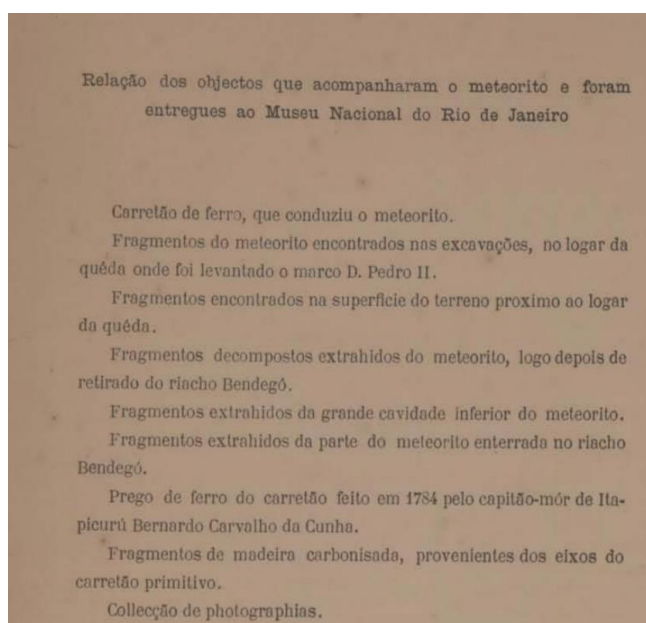 Relação dos objectos que acompanharam o meteorito e foram
entregues ao Museu Nacional do Rio de Janeiro
Carretão de ferro, que conduziu o meteorito.
Fragmentos do meteorito encontrados nas excavações, no logar da
quéda onde foi levantado o marco D. Pedro II.
Fragmentos encontrados na superficie do terreno proximo ao logar
da quéda.
Fragmentos decompostos extrahidos do meteorito, logo depois de
retirado do riacho Bendegó.
Fragmentos extrahidos da grande cavidade inferior do meteorito.
Fragmentos extrahidos da parte do meteorito enterrada no riacho
Bendegó.
Prego de ferro do carretão feito em 1784 pelo capitão-mór de Ita-
picurú Bernardo Carvalho da Cunha.
Fragmentos de madeira carbonisada, provenientes dos eixos do
carretão primitivo.
Collecção de photographias.